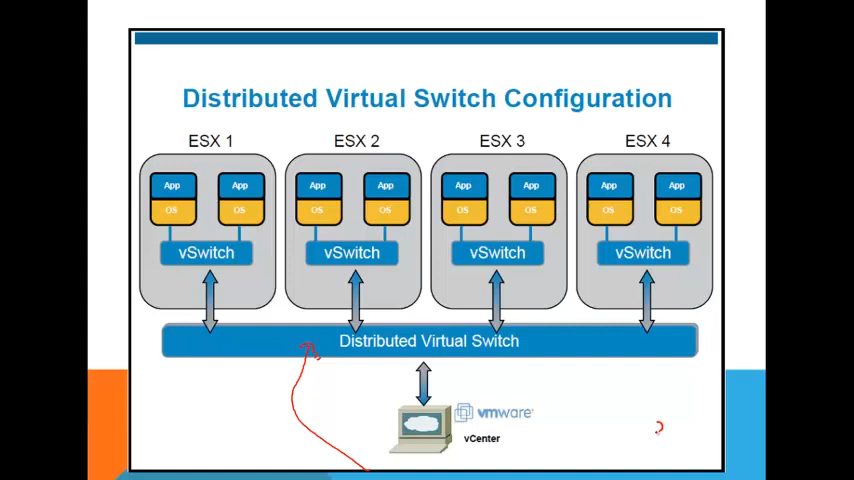 Distributed Virtual Switch Configuration
ESX 1 ESX 2 ESX 3 ESX 4
App App App App App App App App
OS OS OS OS OS OS OS OS
vSwitch vSwitch vSwitch vSwitch
Distributed Virtual Switch
vmware
vCenter